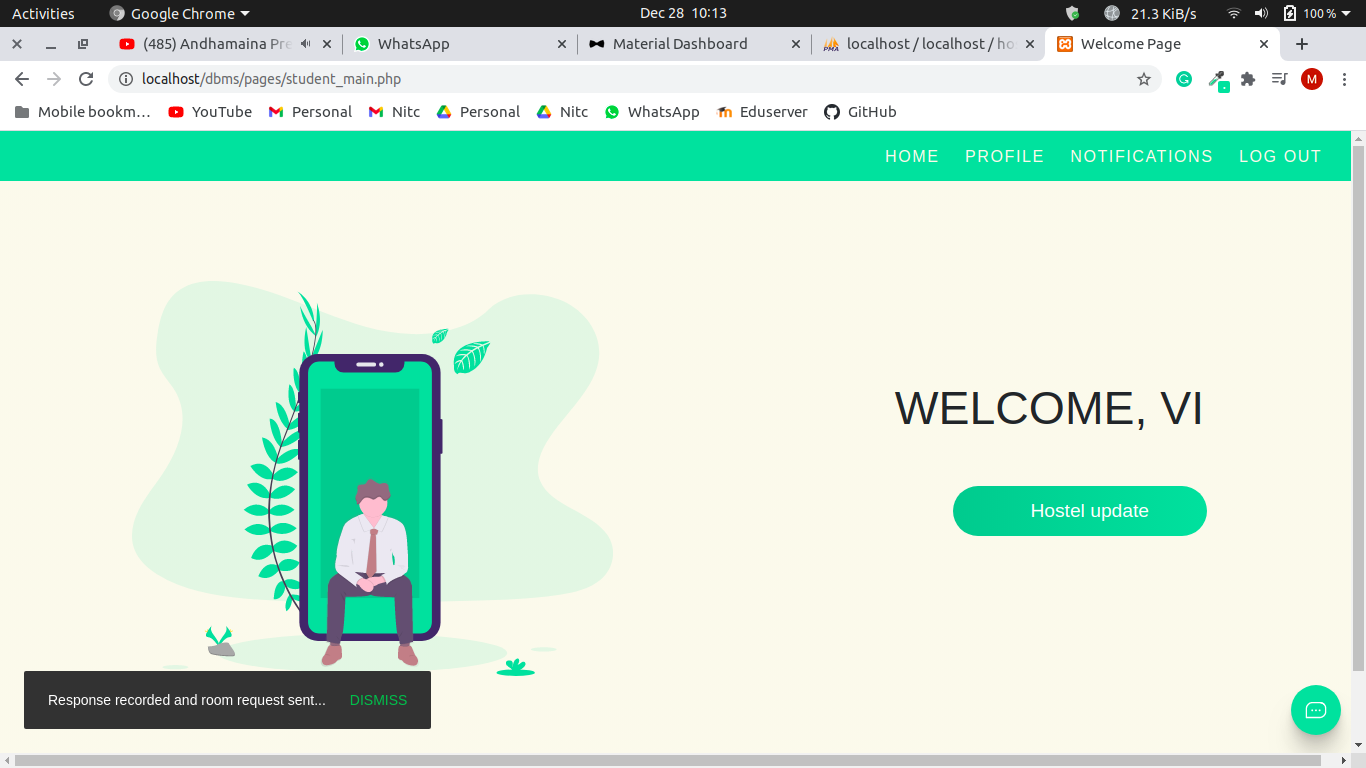 Activities Google Chrome Dec 28 10:13 21.3 KiB/s 100 %
(485) Andhamaina Pre WhatsApp Material Dashboard localhost / localhost / ho Welcome Page
localhost/dbms/pages/student_main.php M
Mobile bookm… YouTube Personal Nitc Personal Nitc WhatsApp Eduserver GitHub
HOME PROFILE NOTIFICATIONS LOG OUT
WELCOME, VI
Hostel update
Response recorded and room request sent... DISMISS